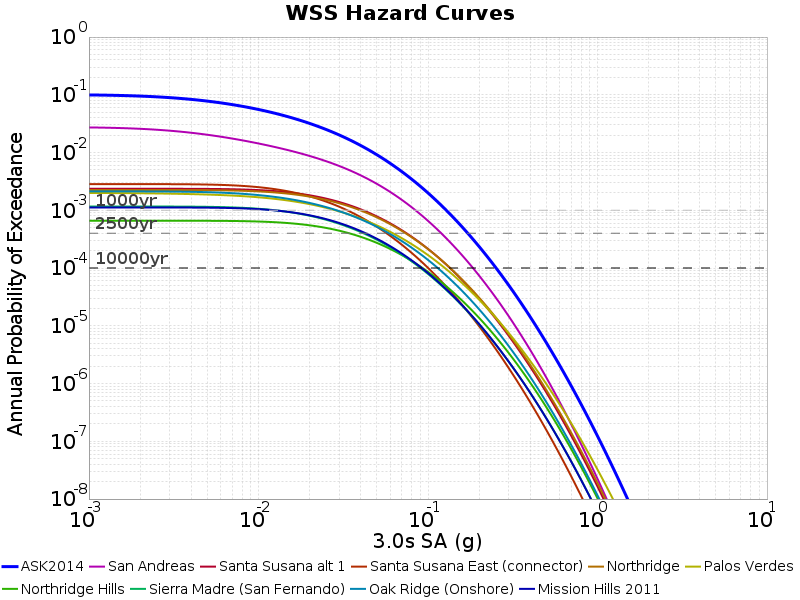 WSS Hazard Curves
Annual Probability of Exceedance
10^0
10^-1
10^-2
10^-3
10^-4
10^-5
10^-6
10^-7
10^-8
1000yr
2500yr
10000yr
10^-3 10^-2 10^-1 10^0 10^1
3.0s SA (g)
ASK2014 San Andreas Santa Susana alt 1 Santa Susana East (connector) Northridge Palos Verdes
Northridge Hills Sierra Madre (San Fernando) Oak Ridge (Onshore) Mission Hills 2011